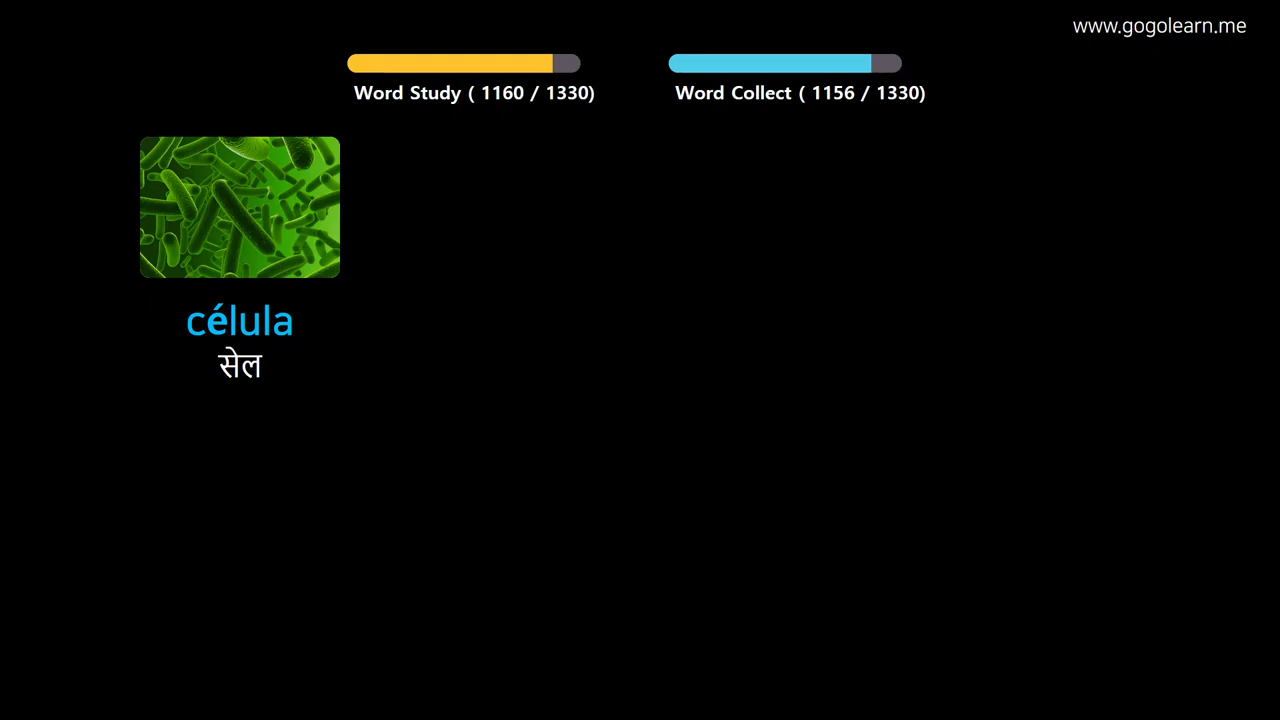 www.gogolearn.me
Word Study ( 1160 / 1330)
Word Collect ( 1156 / 1330)
célula
सेल